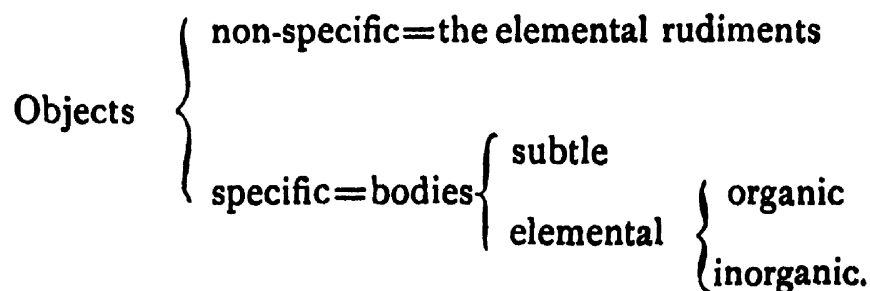 non-specific=the elemental rudiments
Objects
subtle
specific=bodies
organic
elemental
inorganic.